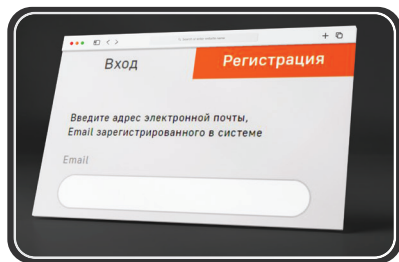 Вход
Регистрация
Введите адрес электронной почты,
Email зарегистрированного в системе
Email